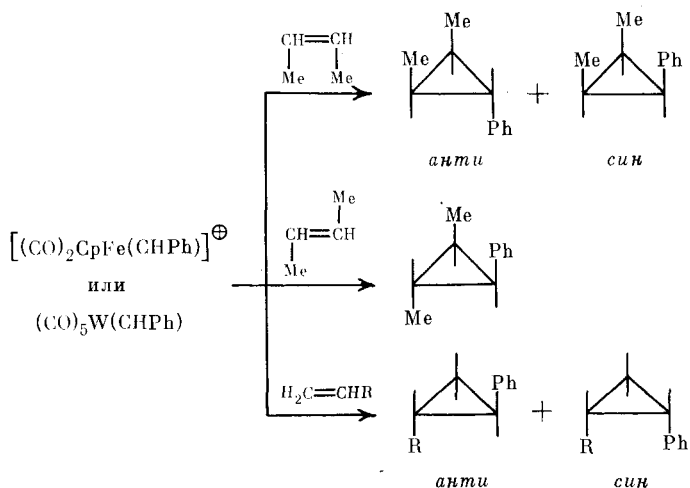 CH=CH
Me Me
Me Me Ph
+
Me Me Ph
анти син
[(CO)₂CpFe(CHPh)]⊕
или
(CO)₅W(CHPh)
Me
CH=CH
Me
Me
Ph
Me
H₂C=CHR
Ph
R
+
R Ph
анти син